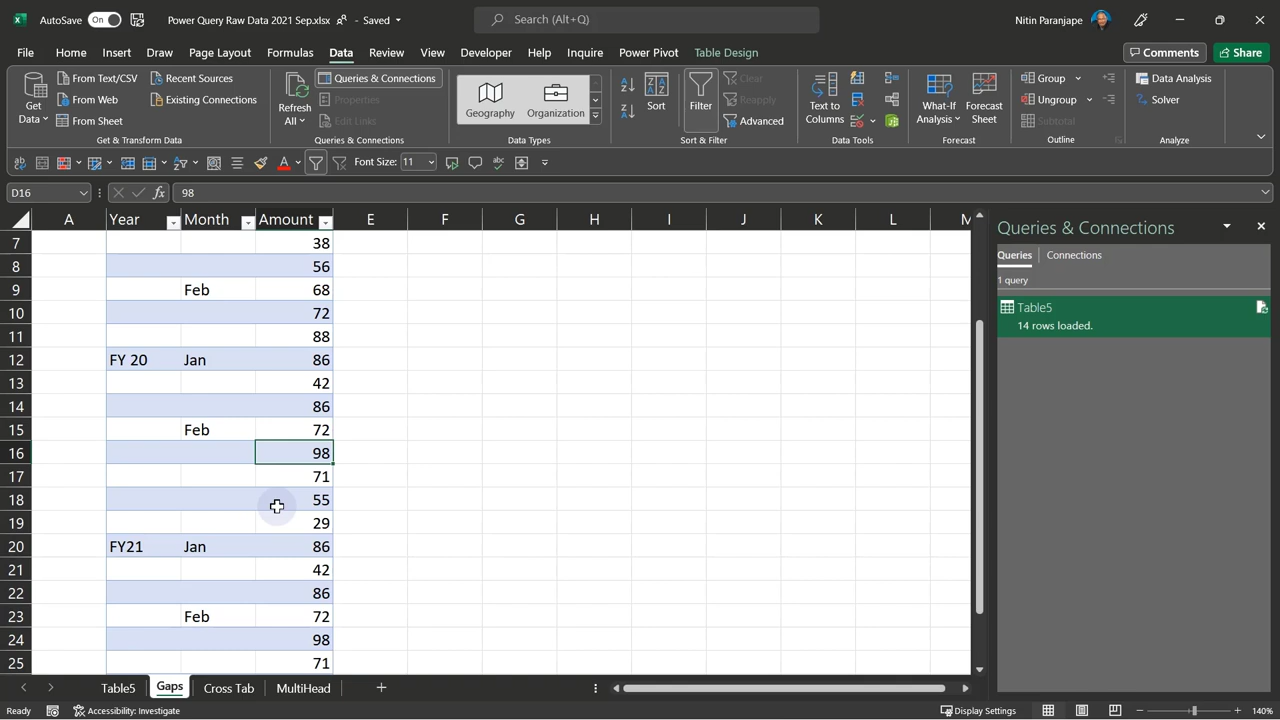 AutoSave On Power Query Raw Data 2021 Sep.xlsx - Saved Search (Alt+Q) Nitin Paranjape
File Home Insert Draw Page Layout Formulas Data Review View Developer Help Inquire Power Pivot Table Design Comments Share
Get Data
From Text/CSV
From Web
From Sheet
Recent Sources
Existing Connections
Get & Transform Data
Refresh All
Queries & Connections
Properties
Edit Links
Queries & Connections
Geography
Organization
Data Types
Sort
Filter
Clear
Reapply
Advanced
Sort & Filter
Text to Columns
Data Tools
What-If Analysis
Forecast Sheet
Forecast
Group
Ungroup
Subtotal
Outline
Data Analysis
Solver
Analysis
Font Size: 11
D16 fx 98
A Year Month Amount E F G H I J K L M
7 38
8 56
9 Feb 68
10 72
11 88
12 FY 20 Jan 86
13 42
14 86
15 Feb 72
16 98
17 71
18 55
19 29
20 FY21 Jan 86
21 42
22 86
23 Feb 72
24 98
25 71
Queries & Connections
Queries Connections
1 query
Table5
14 rows loaded.
Table5 Gaps Cross Tab MultiHead
Ready Accessibility: Investigate Display Settings 140%